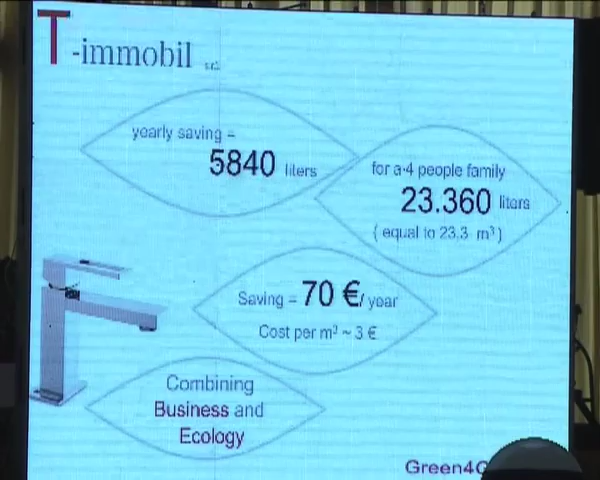 T-immobil s.r.l.
yearly saving =
5840 liters
for a 4 people family
23.360 liters
( equal to 23.3 m³ )
Saving = 70 €/ year
Cost per m³ ~ 3 €
Combining
Business and
Ecology